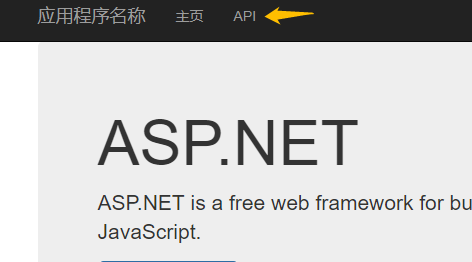 应用程序名称 主页 API
ASP.NET
ASP.NET is a free web framework for bu
JavaScript.